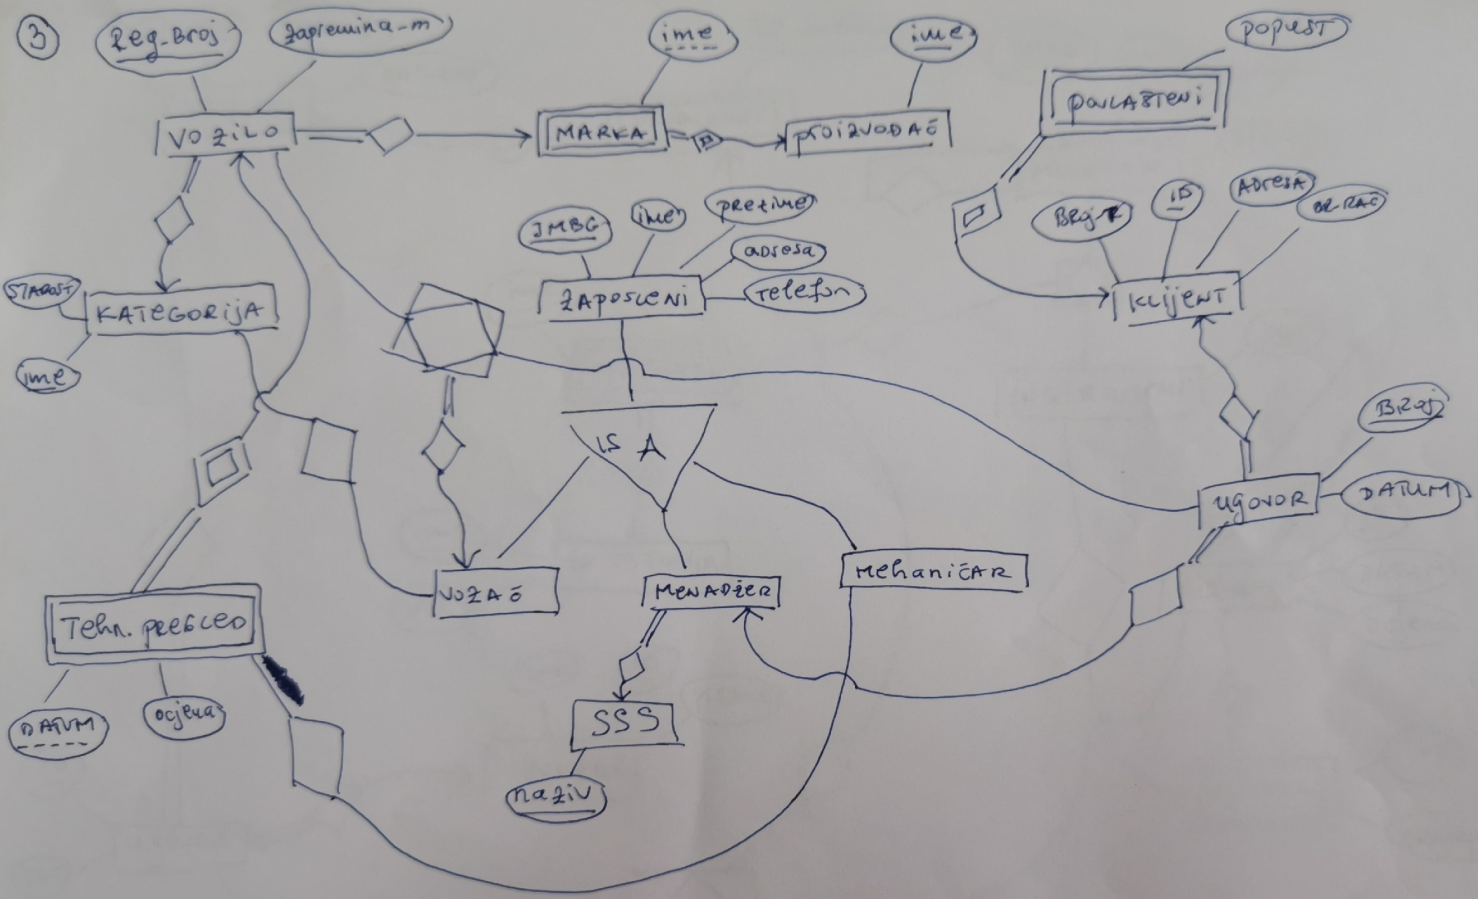 3
Reg-Broj
zapremina-m
ime
ime
popust
VOZILO
MARKA
PROIZVOĐAČ
POVLAŠTENI
JMBG
ime
prezime
adresa
Telefon
ZAPOSLENI
ID
ADresA
BR-RAČ
KLIJENT
STAROST
KATEGORIJA
ime
IS A
BROJ
UGOVOR
DATUM
VOZAČ
MENADŽER
MehaniČAR
Tehn. PREGLED
DATUM
ocjena
SSS
naziv